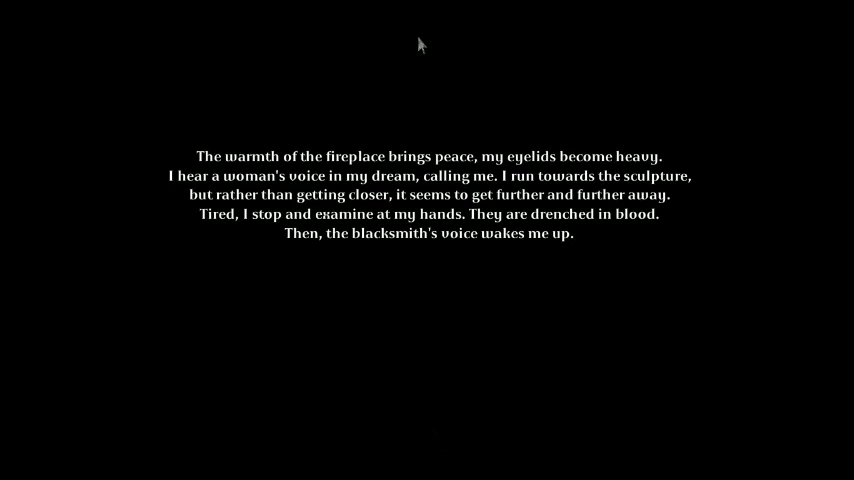 The warmth of the fireplace brings peace, my eyelids become heavy.
I hear a woman's voice in my dream, calling me. I run towards the sculpture,
but rather than getting closer, it seems to get further and further away.
Tired, I stop and examine at my hands. They are drenched in blood.
Then, the blacksmith's voice wakes me up.